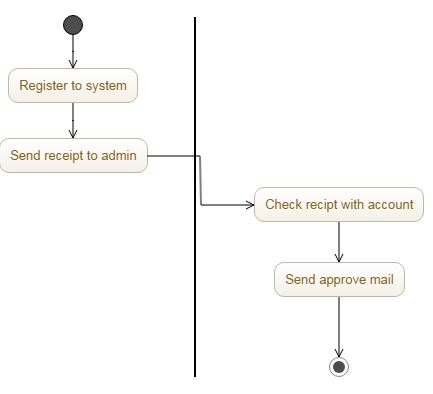 Register to system
Send receipt to admin
Check recipt with account
Send approve mail